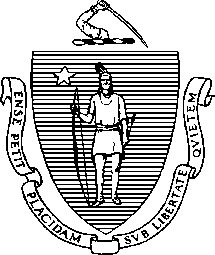 ENSE PETIT
PLACIDAM
SVB LIBERTATE
QVIETEM